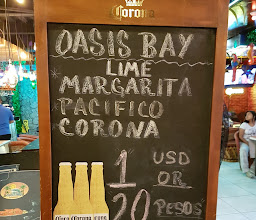 Corona
OASIS BAY
LIME
MARGARITA
PACIFICO
CORONA
1 USD
OR
20 PESOS